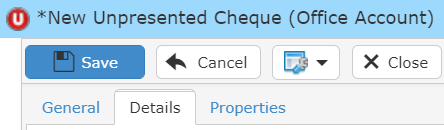 U *New Unpresented Cheque (Office Account)
Save Cancel Close
General Details Properties